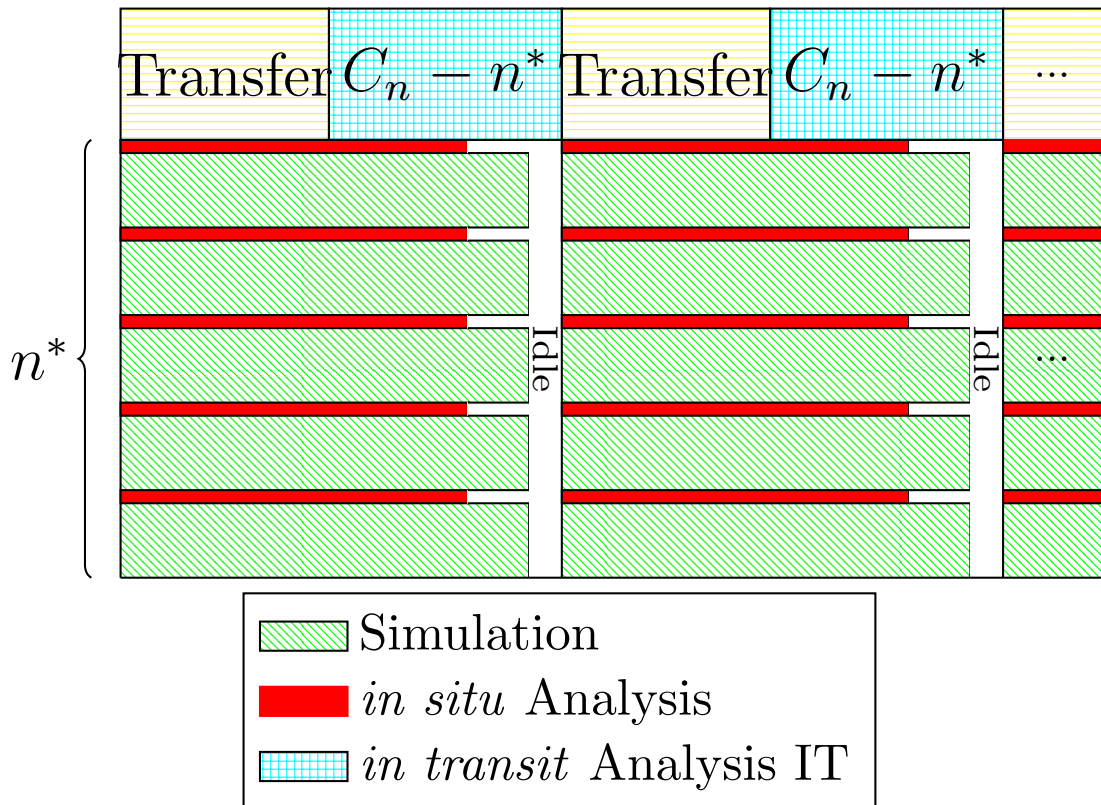 Transfer C_n − n* Transfer C_n − n* ...
Idle Idle
n* ...
Simulation
in situ Analysis
in transit Analysis IT